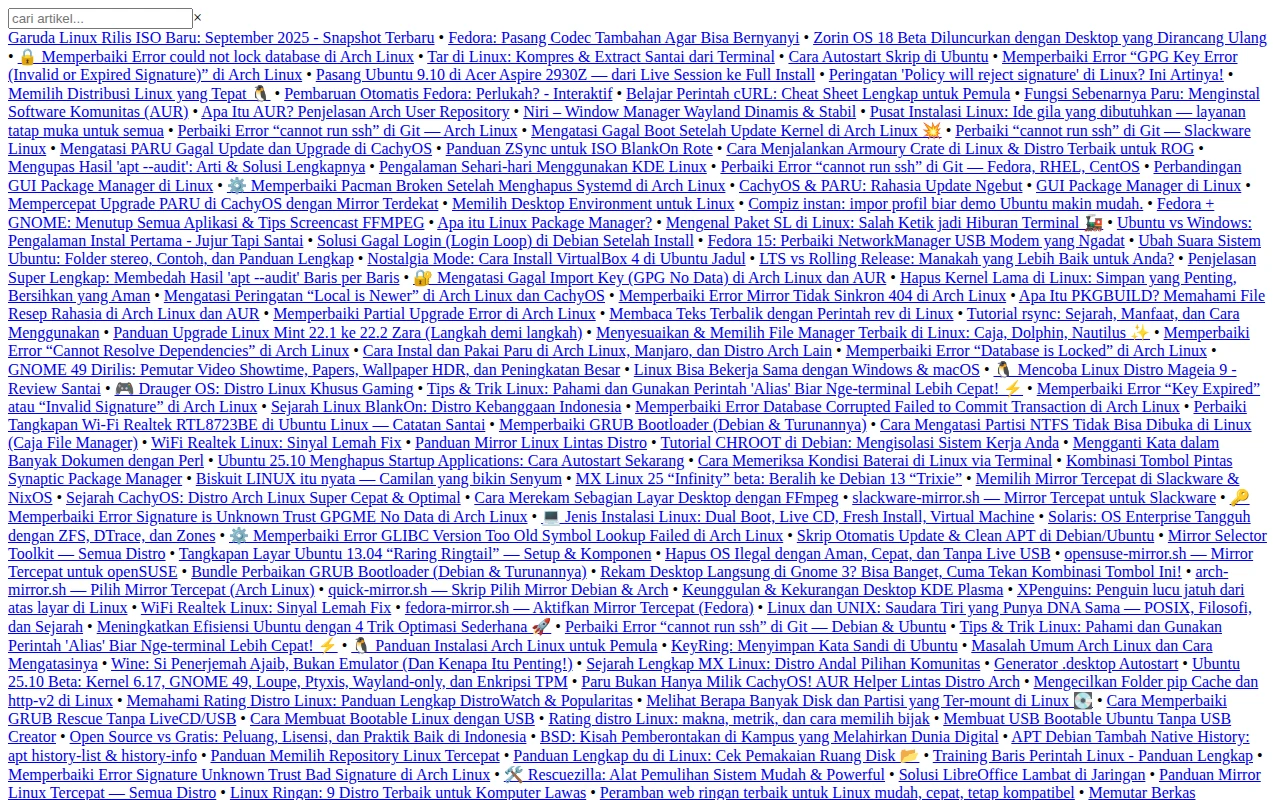 cari artikel... ×
Garuda Linux Rilis ISO Baru: September 2025 - Snapshot Terbaru • Fedora: Pasang Codec Tambahan Agar Bisa Bernyanyi • Zorin OS 18 Beta Diluncurkan dengan Desktop yang Dirancang Ulang
• 🔒 Memperbaiki Error could not lock database di Arch Linux • Tar di Linux: Kompres & Extract Santai dari Terminal • Cara Autostart Skrip di Ubuntu • Memperbaiki Error “GPG Key Error
(Invalid or Expired Signature)” di Arch Linux • Pasang Ubuntu 9.10 di Acer Aspire 2930Z — dari Live Session ke Full Install • Peringatan 'Policy will reject signature' di Linux? Ini Artinya! •
Memilih Distribusi Linux yang Tepat 🐧 • Pembaruan Otomatis Fedora: Perlukah? - Interaktif • Belajar Perintah cURL: Cheat Sheet Lengkap untuk Pemula • Fungsi Sebenarnya Paru: Menginstal
Software Komunitas (AUR) • Apa Itu AUR? Penjelasan Arch User Repository • Niri – Window Manager Wayland Dinamis & Stabil • Pusat Instalasi Linux: Ide gila yang dibutuhkan — layanan
tatap muka untuk semua • Perbaiki Error “cannot run ssh” di Git — Arch Linux • Mengatasi Gagal Boot Setelah Update Kernel di Arch Linux 💥 • Perbaiki “cannot run ssh” di Git — Slackware
Linux • Mengatasi PARU Gagal Update dan Upgrade di CachyOS • Panduan ZSync untuk ISO BlankOn Rote • Cara Menjalankan Armoury Crate di Linux & Distro Terbaik untuk ROG •
Mengupas Hasil 'apt --audit': Arti & Solusi Lengkapnya • Pengalaman Sehari-hari Menggunakan KDE Linux • Perbaiki Error “cannot run ssh” di Git — Fedora, RHEL, CentOS • Perbandingan
GUI Package Manager di Linux • ⚙️ Memperbaiki Pacman Broken Setelah Menghapus Systemd di Arch Linux • CachyOS & PARU: Rahasia Update Ngebut • GUI Package Manager di Linux •
Mempercepat Upgrade PARU di CachyOS dengan Mirror Terdekat • Memilih Desktop Environment untuk Linux • Compiz instan: impor profil biar demo Ubuntu makin mudah. • Fedora +
GNOME: Menutup Semua Aplikasi & Tips Screencast FFMPEG • Apa itu Linux Package Manager? • Mengenal Paket SL di Linux: Salah Ketik jadi Hiburan Terminal 🚂 • Ubuntu vs Windows:
Pengalaman Instal Pertama - Jujur Tapi Santai • Solusi Gagal Login (Login Loop) di Debian Setelah Install • Fedora 15: Perbaiki NetworkManager USB Modem yang Ngadat • Ubah Suara Sistem
Ubuntu: Folder stereo, Contoh, dan Panduan Lengkap • Nostalgia Mode: Cara Install VirtualBox 4 di Ubuntu Jadul • LTS vs Rolling Release: Manakah yang Lebih Baik untuk Anda? • Penjelasan
Super Lengkap: Membedah Hasil 'apt --audit' Baris per Baris • 🔐 Mengatasi Gagal Import Key (GPG No Data) di Arch Linux dan AUR • Hapus Kernel Lama di Linux: Simpan yang Penting,
Bersihkan yang Aman • Mengatasi Peringatan “Local is Newer” di Arch Linux dan CachyOS • Memperbaiki Error Mirror Tidak Sinkron 404 di Arch Linux • Apa Itu PKGBUILD? Memahami File
Resep Rahasia di Arch Linux dan AUR • Memperbaiki Partial Upgrade Error di Arch Linux • Membaca Teks Terbalik dengan Perintah rev di Linux • Tutorial rsync: Sejarah, Manfaat, dan Cara
Menggunakan • Panduan Upgrade Linux Mint 22.1 ke 22.2 Zara (Langkah demi langkah) • Menyesuaikan & Memilih File Manager Terbaik di Linux: Caja, Dolphin, Nautilus ✨ • Memperbaiki
Error “Cannot Resolve Dependencies” di Arch Linux • Cara Instal dan Pakai Paru di Arch Linux, Manjaro, dan Distro Arch Lain • Memperbaiki Error “Database is Locked” di Arch Linux •
GNOME 49 Dirilis: Pemutar Video Showtime, Papers, Wallpaper HDR, dan Peningkatan Besar • Linux Bisa Bekerja Sama dengan Windows & macOS • 🐧 Mencoba Linux Distro Mageia 9 -
Review Santai • 🎮 Drauger OS: Distro Linux Khusus Gaming • Tips & Trik Linux: Pahami dan Gunakan Perintah 'Alias' Biar Nge-terminal Lebih Cepat! ⚡ • Memperbaiki Error “Key Expired”
atau “Invalid Signature” di Arch Linux • Sejarah Linux BlankOn: Distro Kebanggaan Indonesia • Memperbaiki Error Database Corrupted Failed to Commit Transaction di Arch Linux • Perbaiki
Tangkapan Wi-Fi Realtek RTL8723BE di Ubuntu Linux — Catatan Santai • Memperbaiki GRUB Bootloader (Debian & Turunannya) • Cara Mengatasi Partisi NTFS Tidak Bisa Dibuka di Linux
(Caja File Manager) • WiFi Realtek Linux: Sinyal Lemah Fix • Panduan Mirror Linux Lintas Distro • Tutorial CHROOT di Debian: Mengisolasi Sistem Kerja Anda • Mengganti Kata dalam
Banyak Dokumen dengan Perl • Ubuntu 25.10 Menghapus Startup Applications: Cara Autostart Sekarang • Cara Memeriksa Kondisi Baterai di Linux via Terminal • Kombinasi Tombol Pintas
Synaptic Package Manager • Biskuit LINUX itu nyata — Camilan yang bikin Senyum • MX Linux 25 “Infinity” beta: Beralih ke Debian 13 “Trixie” • Memilih Mirror Tercepat di Slackware &
NixOS • Sejarah CachyOS: Distro Arch Linux Super Cepat & Optimal • Cara Merekam Sebagian Layar Desktop dengan FFmpeg • slackware-mirror.sh — Mirror Tercepat untuk Slackware • 🔑
Memperbaiki Error Signature is Unknown Trust GPGME No Data di Arch Linux • 💻 Jenis Instalasi Linux: Dual Boot, Live CD, Fresh Install, Virtual Machine • Solaris: OS Enterprise Tangguh
dengan ZFS, DTrace, dan Zones • ⚙️ Memperbaiki Error GLIBC Version Too Old Symbol Lookup Failed di Arch Linux • Skrip Otomatis Update & Clean APT di Debian/Ubuntu • Mirror Selector
Toolkit — Semua Distro • Tangkapan Layar Ubuntu 13.04 “Raring Ringtail” — Setup & Komponen • Hapus OS Ilegal dengan Aman, Cepat, dan Tanpa Live USB • opensuse-mirror.sh — Mirror
Tercepat untuk openSUSE • Bundle Perbaikan GRUB Bootloader (Debian & Turunannya) • Rekam Desktop Langsung di Gnome 3? Bisa Banget, Cuma Tekan Kombinasi Tombol Ini! • arch-
mirror.sh — Pilih Mirror Tercepat (Arch Linux) • quick-mirror.sh — Skrip Pilih Mirror Debian & Arch • Keunggulan & Kekurangan Desktop KDE Plasma • XPenguins: Penguin lucu jatuh dari
atas layar di Linux • WiFi Realtek Linux: Sinyal Lemah Fix • fedora-mirror.sh — Aktifkan Mirror Tercepat (Fedora) • Linux dan UNIX: Saudara Tiri yang Punya DNA Sama — POSIX, Filosofi,
dan Sejarah • Meningkatkan Efisiensi Ubuntu dengan 4 Trik Optimasi Sederhana 🚀 • Perbaiki Error “cannot run ssh” di Git — Debian & Ubuntu • Tips & Trik Linux: Pahami dan Gunakan
Perintah 'Alias' Biar Nge-terminal Lebih Cepat! ⚡ • 🐧 Panduan Instalasi Arch Linux untuk Pemula • KeyRing: Menyimpan Kata Sandi di Ubuntu • Masalah Umum Arch Linux dan Cara
Mengatasinya • Wine: Si Penerjemah Ajaib, Bukan Emulator (Dan Kenapa Itu Penting!) • Sejarah Lengkap MX Linux: Distro Andal Pilihan Komunitas • Generator .desktop Autostart • Ubuntu
25.10 Beta: Kernel 6.17, GNOME 49, Loupe, Ptyxis, Wayland-only, dan Enkripsi TPM • Paru Bukan Hanya Milik CachyOS! AUR Helper Lintas Distro Arch • Mengecilkan Folder pip Cache dan
http-v2 di Linux • Memahami Rating Distro Linux: Panduan Lengkap DistroWatch & Popularitas • Melihat Berapa Banyak Disk dan Partisi yang Ter-mount di Linux 💽 • Cara Memperbaiki
GRUB Rescue Tanpa LiveCD/USB • Cara Membuat Bootable Linux dengan USB • Rating distro Linux: makna, metrik, dan cara memilih bijak • Membuat USB Bootable Ubuntu Tanpa USB
Creator • Open Source vs Gratis: Peluang, Lisensi, dan Praktik Baik di Indonesia • BSD: Kisah Pemberontakan di Kampus yang Melahirkan Dunia Digital • APT Debian Tambah Native History:
apt history-list & history-info • Panduan Memilih Repository Linux Tercepat • Panduan Lengkap du di Linux: Cek Pemakaian Ruang Disk 📂 • Training Baris Perintah Linux - Panduan Lengkap •
Memperbaiki Error Signature Unknown Trust Bad Signature di Arch Linux • 🛠️ Rescuezilla: Alat Pemulihan Sistem Mudah & Powerful • Solusi LibreOffice Lambat di Jaringan • Panduan Mirror
Linux Tercepat — Semua Distro • Linux Ringan: 9 Distro Terbaik untuk Komputer Lawas • Peramban web ringan terbaik untuk Linux mudah, cepat, tetap kompatibel • Memutar Berkas